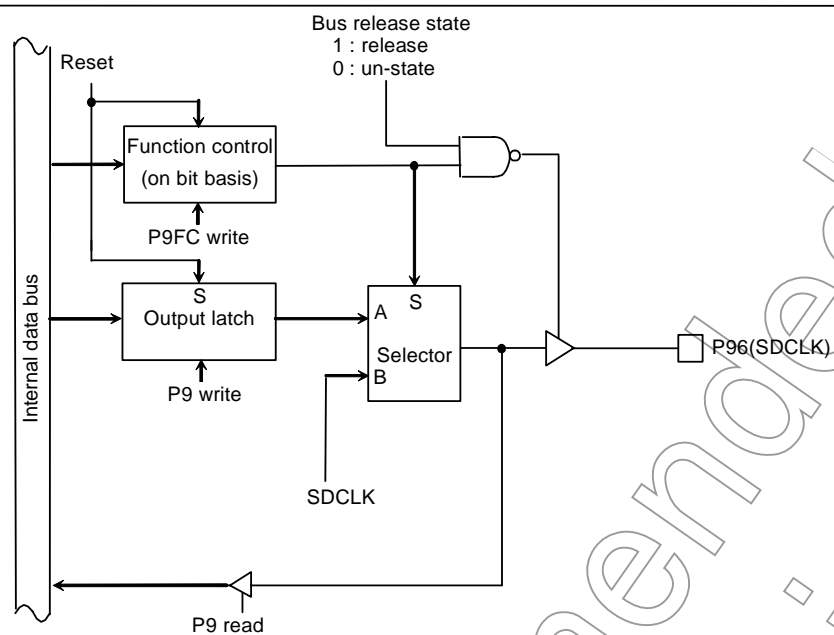 Bus release state
1 : release
0 : un-state
Reset
Function control
(on bit basis)
P9FC write
S
Output latch
P9 write
A
S
Selector
B
SDCLK
P96(SDCLK)
Internal data bus
P9 read
mended